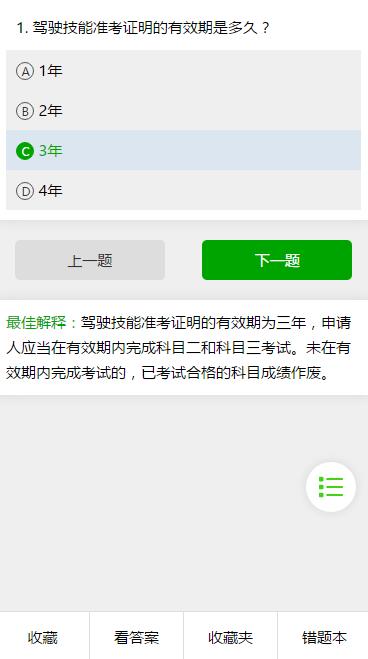 1. 驾驶技能准考证明的有效期是多久？
A 1年
B 2年
C 3年
D 4年
上一题 下一题
最佳解释：驾驶技能准考证明的有效期为三年，申请
人应当在有效期内完成科目二和科目三考试。未在有
效期内完成考试的，已考试合格的科目成绩作废。
收藏 看答案 收藏夹 错题本